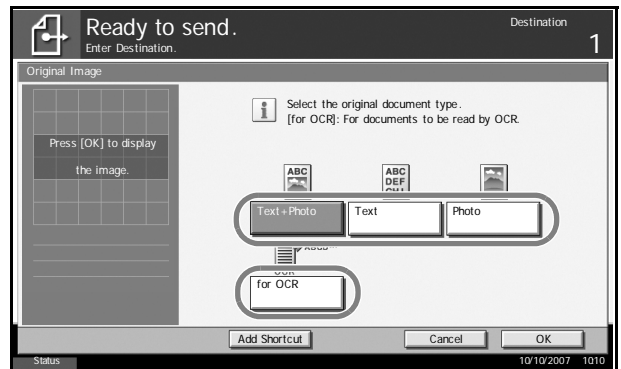 Ready to send.
Destination
Enter Destination.
1
Original Image
Select the original document type.
[for OCR]: For documents to be read by OCR.
Press [OK] to display
the image.
ABC
ABC
DEF
Text+Photo
Text
Photo
for OCR
Add Shortcut
Cancel
OK
Status
10/10/2007 10:10